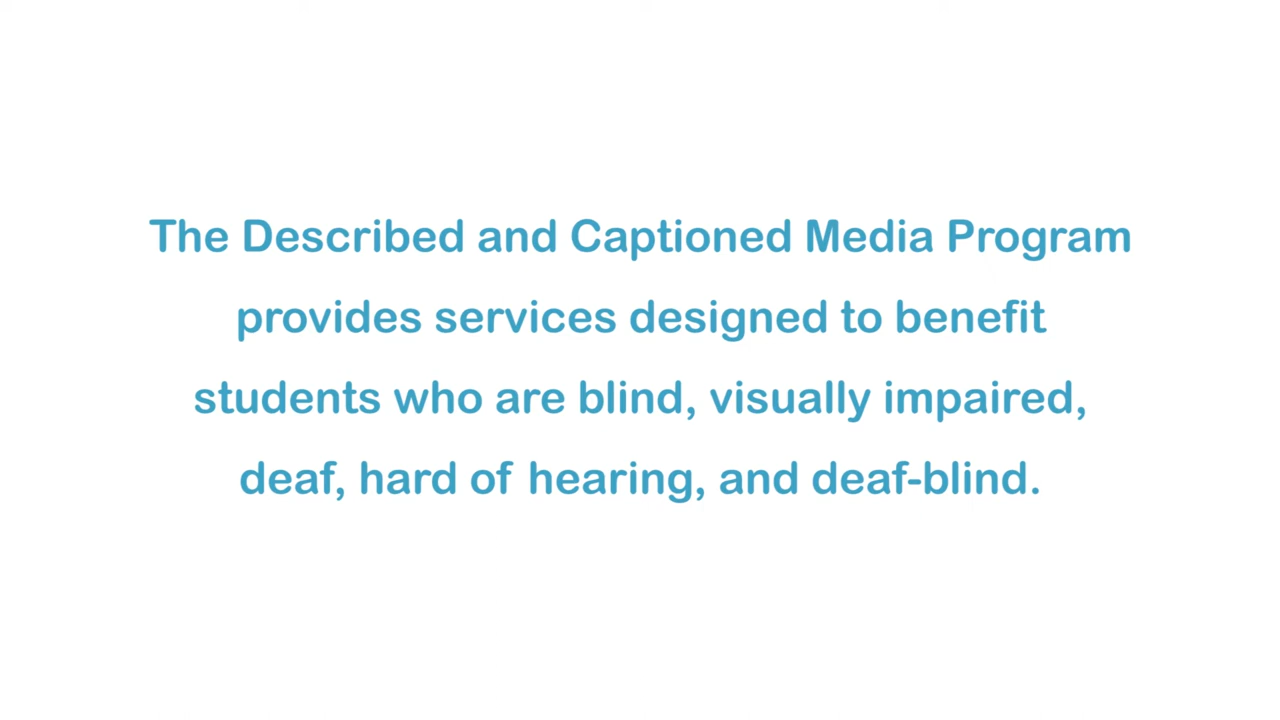 The Described and Captioned Media Program
provides services designed to benefit
students who are blind, visually impaired,
deaf, hard of hearing, and deaf-blind.